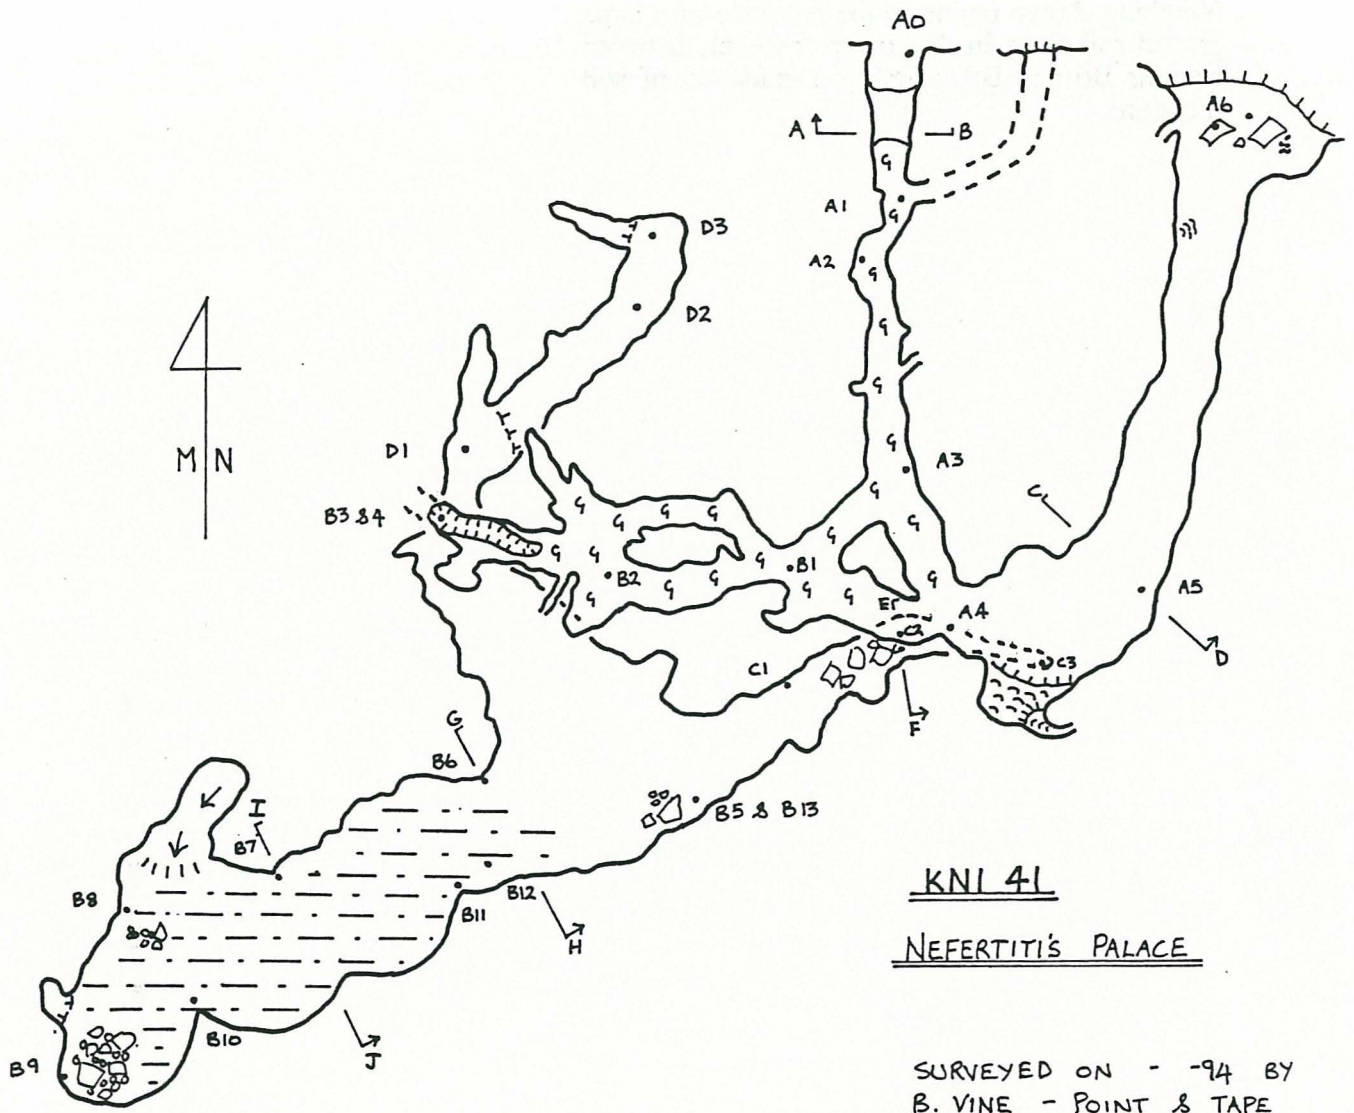 A0
A B
A6
G
A1
G
D3
A2
G
D2
G
G
M N
D1
G
A3
G
C
B3 & 4
G G G G G
G
G G
G B1
G
B2 G G
G G
G
E
A4
A5
C2
C3
D
C1
F
G
B6
B5 & B13
I
B7
KNI 41
B8
B12
B11
NEFERTITI'S PALACE
H
B10
J
B9
SURVEYED ON - -94 BY
B. VINE - POINT & TAPE